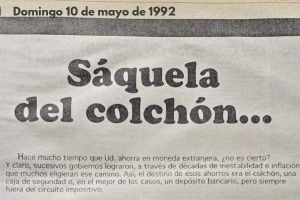 Domingo 10 de mayo de 1992
Sáquela
del colchón...
Hace mucho tiempo que Ud, ahorra en moneda extranjera, ¿no es cierto?
Y claro, sucesivos gobiernos lograron, a través de décadas de inestabilidad e inflación
que muchos eligieran ese camino. Así, el destino de esos ahorros era el colchón, una
caja de seguridad o, en el mejor de los casos, un depósito bancario, pero siempre
fuera del circuito impositivo.